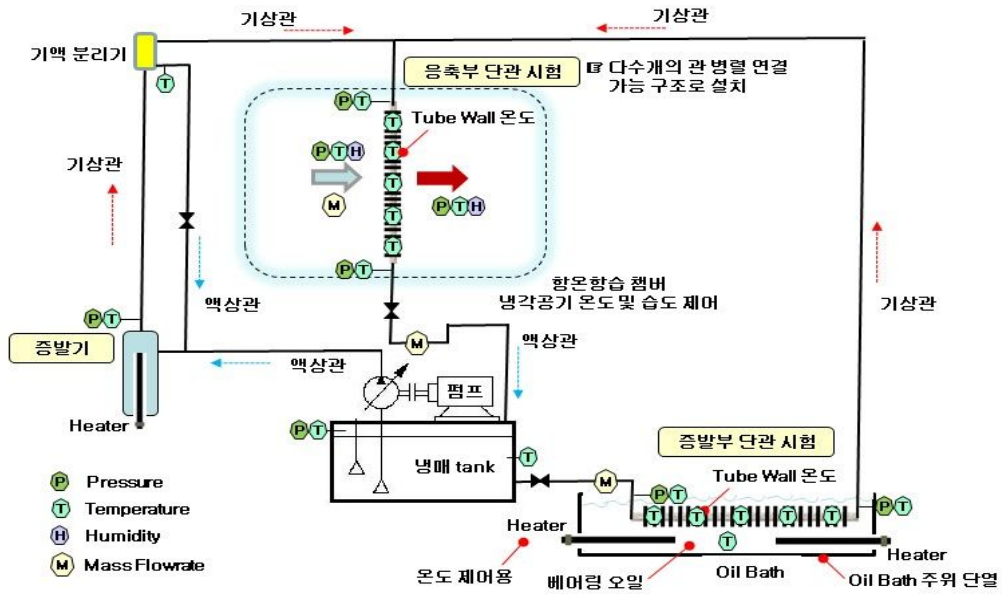 기상관
기상관
기액 분리기
T
응축부 단관 시험
☞ 다수개의 관 병렬 연결
가능 구조로 설치
P T
T
Tube Wall 온도
T
P T H
기상관
T
M
P T H
T
T
P T
항온항습 챔버
냉각공기 온도 및 습도 제어
액상관
기상관
P T
증발기
M
액상관
액상관
펌프
Heater
P T
냉매 tank
T
증발부 단관 시험
Tube Wall 온도
M
P T
P T
T T T T T
Heater
T
Heater
온도 제어용
베어링 오일
Oil Bath
Oil Bath 주위 단열
P Pressure
T Temperature
H Humidity
M Mass Flowrate